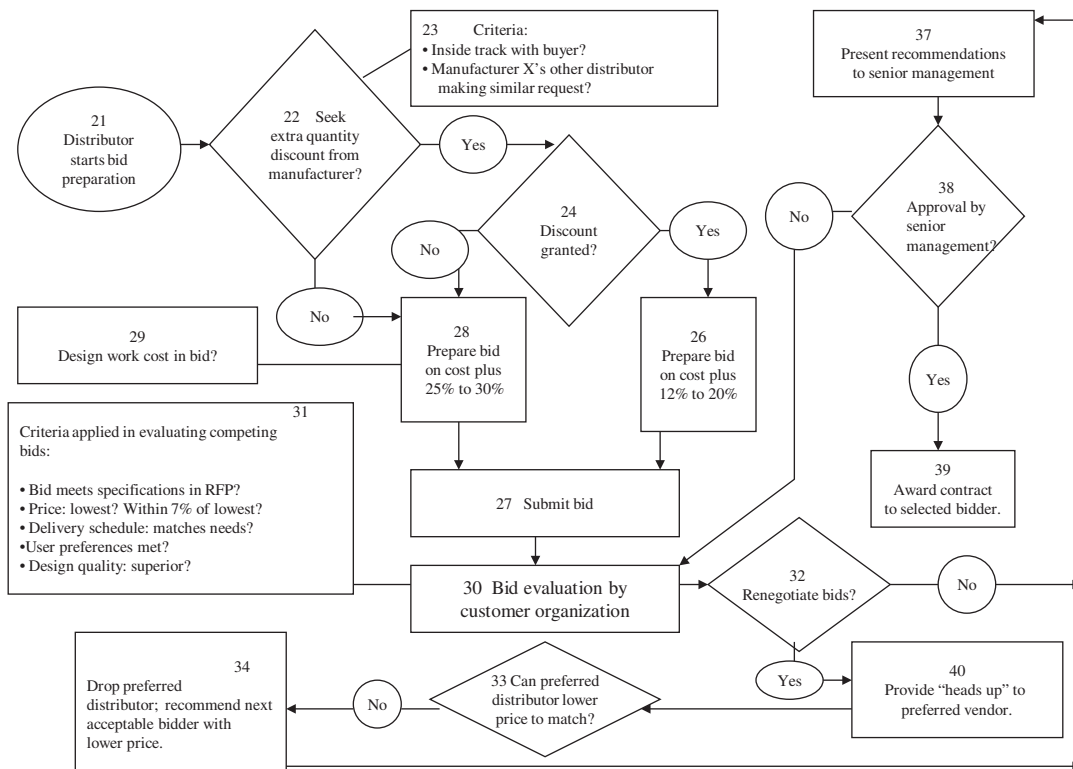 23 Criteria:
• Inside track with buyer?
• Manufacturer X's other distributor
making similar request?
37
Present recommendations
to senior management
21
Distributor
starts bid
preparation
22 Seek
extra quantity
discount from
manufacturer?
Yes
24
Discount
granted?
No
Yes
No
38
Approval by
senior
management?
No
29
Design work cost in bid?
28
Prepare bid
on cost plus
25% to 30%
26
Prepare bid
on cost plus
12% to 20%
Yes
31
Criteria applied in evaluating competing
bids:
• Bid meets specifications in RFP?
• Price: lowest? Within 7% of lowest?
• Delivery schedule: matches needs?
•User preferences met?
• Design quality: superior?
27 Submit bid
39
Award contract
to selected bidder.
30 Bid evaluation by
customer organization
32
Renegotiate bids?
No
Yes
34
Drop preferred
distributor; recommend next
acceptable bidder with
lower price.
No
33 Can preferred
distributor lower
price to match?
40
Provide “heads up” to
preferred vendor.